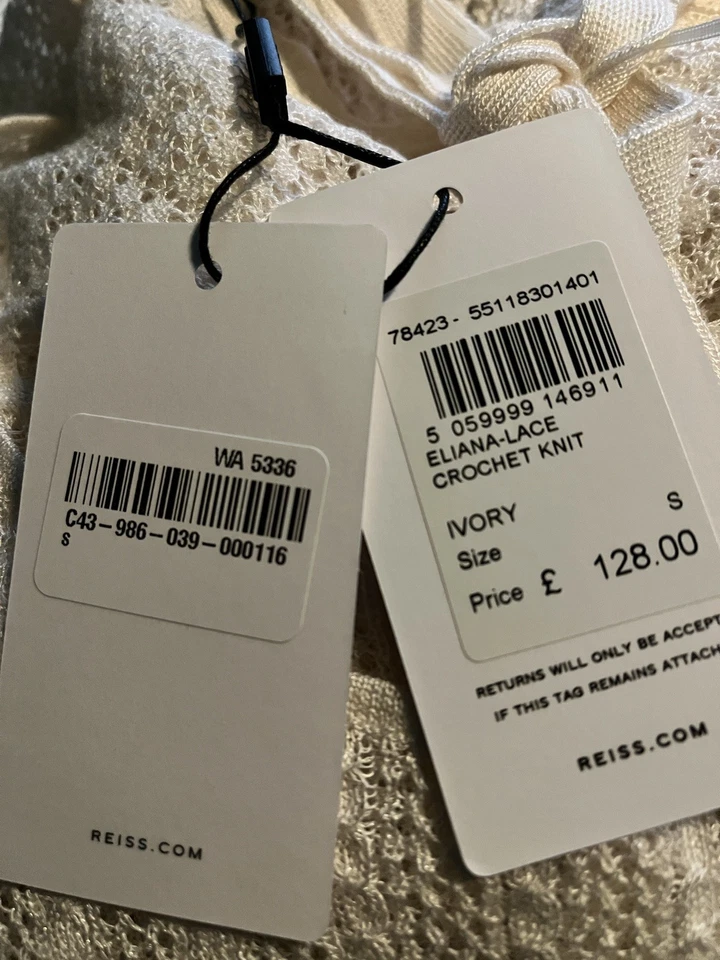 WA 5336
C43-986-039-000116
S
REISS.COM
78423- 55118301401
5 059999 146911
ELIANA-LACE
CROCHET KNIT
IVORY S
Size
Price £ 128.00
RETURNS WILL ONLY BE ACCEPT
IF THIS TAG REMAINS ATTACH
REISS.COM